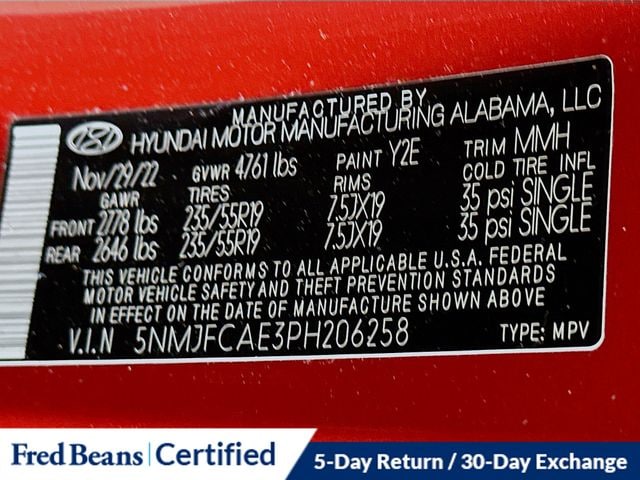 MANUFACTURED BY
HYUNDAI MOTOR MANUFACTURING ALABAMA, LLC
Nov/29/22 GVWR 4761 lbs PAINT Y2E TRIM MMH
GAWR TIRES RIMS COLD TIRE INFL
FRONT 2778 lbs 235/55R19 7.5JX19 35 psi SINGLE
REAR 2646 lbs 235/55R19 7.5JX19 35 psi SINGLE
THIS VEHICLE CONFORMS TO ALL APPLICABLE U.S.A. FEDERAL
MOTOR VEHICLE SAFETY AND THEFT PREVENTION STANDARDS
IN EFFECT ON THE DATE OF MANUFACTURE SHOWN ABOVE
V.I.N 5NMJFCAE3PH206258 TYPE: MPV
Fred Beans Certified 5-Day Return / 30-Day Exchange